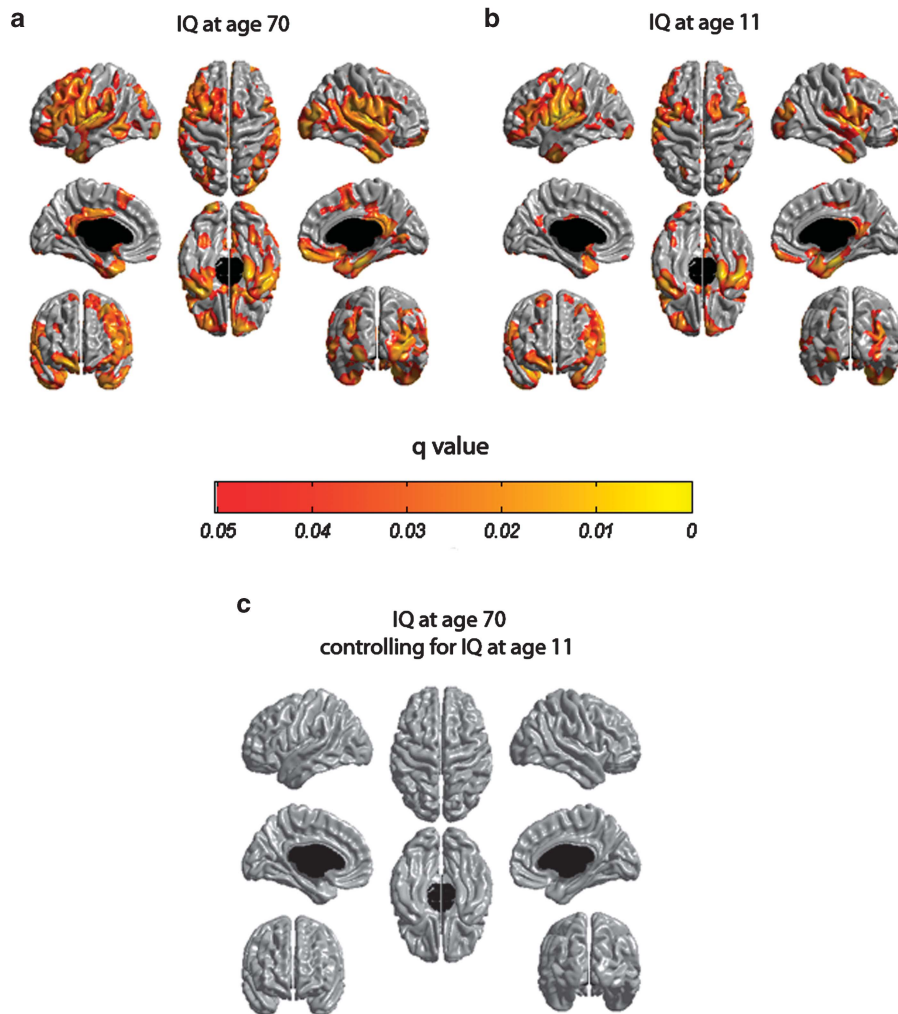 a
IQ at age 70
b
IQ at age 11
q value
0.05 0.04 0.03 0.02 0.01 0
c
IQ at age 70
controlling for IQ at age 11